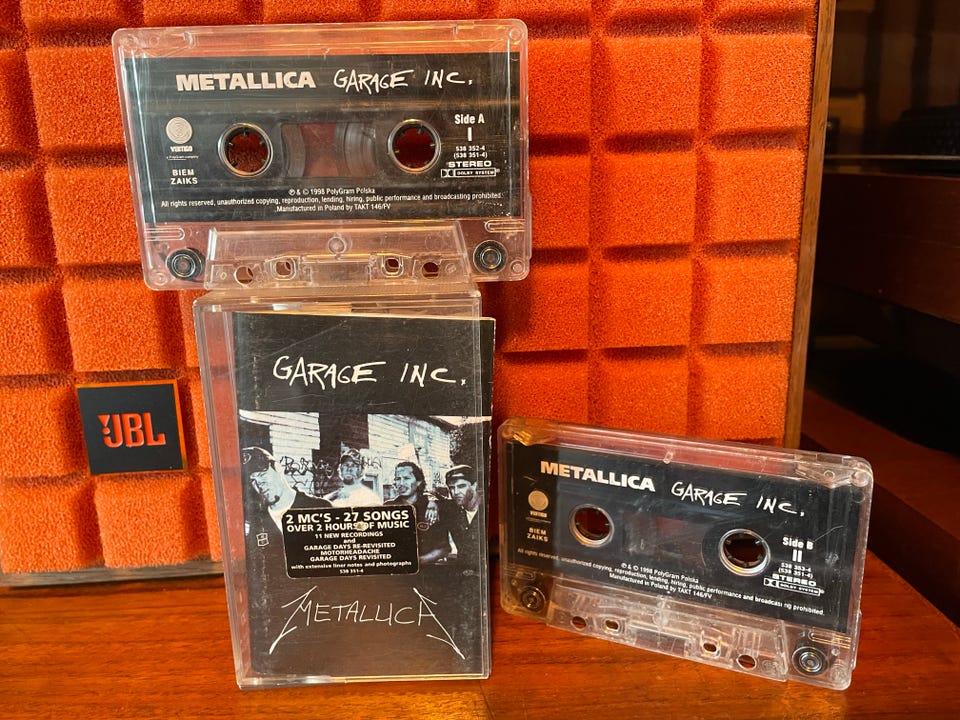 METALLICA GARAGE INC.
Side A
I
VERTIGO
a PolyGram company
538 352-4
(538 351-4)
STEREO
DOLBY SYSTEM
BIEM
ZAIKS
℗ & © 1998 PolyGram Polska
All rights reserved, unauthorized copying, reproduction, lending, hiring, public performance and broadcasting prohibited.
Manufactured in Poland by TAKT 146/FV
GARAGE INC.
JBL
2 MC'S - 27 SONGS
OVER 2 HOURS OF MUSIC
11 NEW RECORDINGS
and
GARAGE DAYS RE-REVISITED
MOTORHEADACHE
GARAGE DAYS REVISITED
with extensive liner notes and photographs
538 351-4
METALLICA
METALLICA GARAGE INC.
VERTIGO
BIEM
ZAIKS
Side B
II
538 353-4
(538 351-4)
STEREO
DOLBY SYSTEM
℗ & © 1998 PolyGram Polska
All rights reserved, unauthorized copying, reproduction, lending, hiring, public performance and broadcasting prohibited.
Manufactured in Poland by TAKT 146/FV